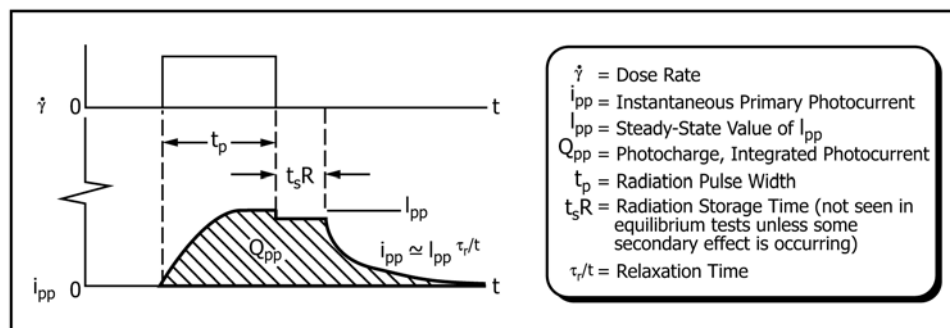 γ̇ 0 t
t_p
t_sR
I_pp
Q_pp
i_pp ≃ I_pp^τ_r/t
i_pp 0 t
γ̇ = Dose Rate
i_pp = Instantaneous Primary Photocurrent
I_pp = Steady-State Value of I_pp
Q_pp = Photocharge, Integrated Photocurrent
t_p = Radiation Pulse Width
t_sR = Radiation Storage Time (not seen in
equilibrium tests unless some
secondary effect is occurring)
τ_r/t = Relaxation Time